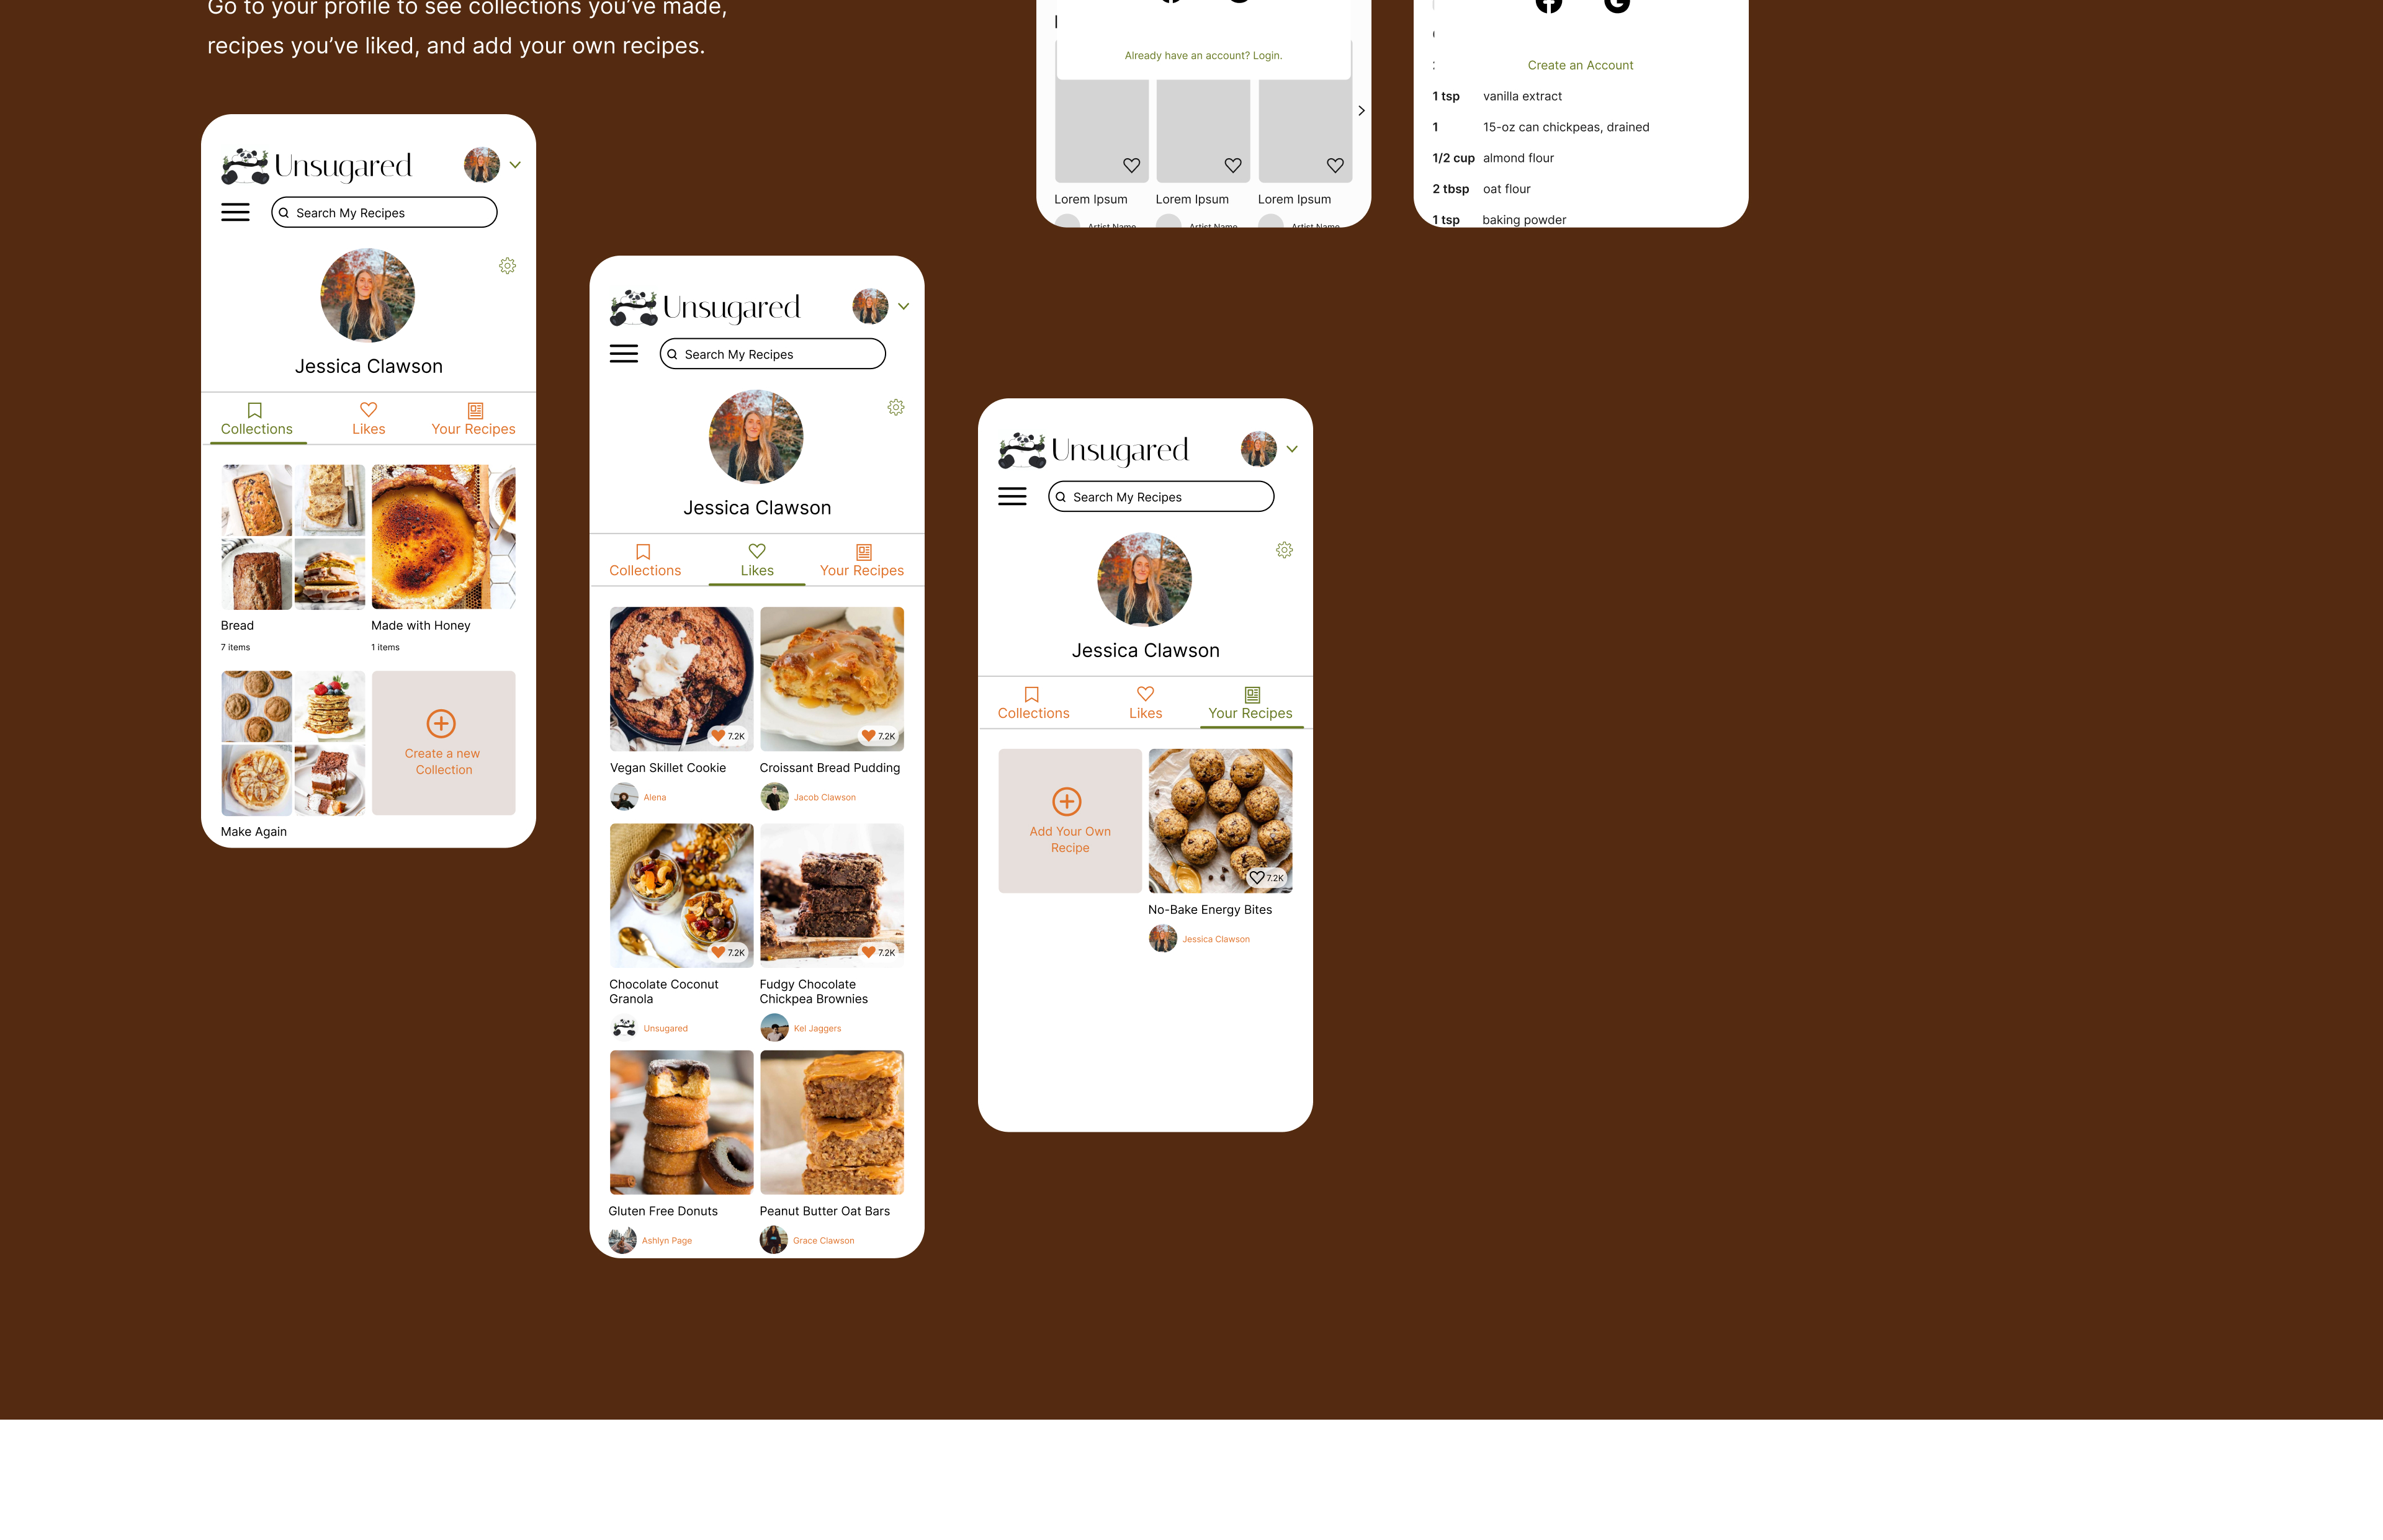 Go to your profile to see collections you've made,
recipes you've liked, and add your own recipes.
Already have an account? Login.
Lorem Ipsum
Lorem Ipsum
Lorem Ipsum
Artist Name
Artist Name
Artist Name
Create an Account
1 tsp vanilla extract
1 15-oz can chickpeas, drained
1/2 cup almond flour
2 tbsp oat flour
1 tsp baking powder
Unsugared
Search My Recipes
Jessica Clawson
Collections
Likes
Your Recipes
Bread
7 items
Made with Honey
1 items
Create a new
Collection
Make Again
Unsugared
Search My Recipes
Jessica Clawson
Collections
Likes
Your Recipes
7.2K
7.2K
Vegan Skillet Cookie
Croissant Bread Pudding
Alena
Jacob Clawson
7.2K
7.2K
Chocolate Coconut
Granola
Fudgy Chocolate
Chickpea Brownies
Unsugared
Kel Jaggers
Gluten Free Donuts
Peanut Butter Oat Bars
Ashlyn Page
Grace Clawson
Unsugared
Search My Recipes
Jessica Clawson
Collections
Likes
Your Recipes
Add Your Own
Recipe
7.2K
No-Bake Energy Bites
Jessica Clawson